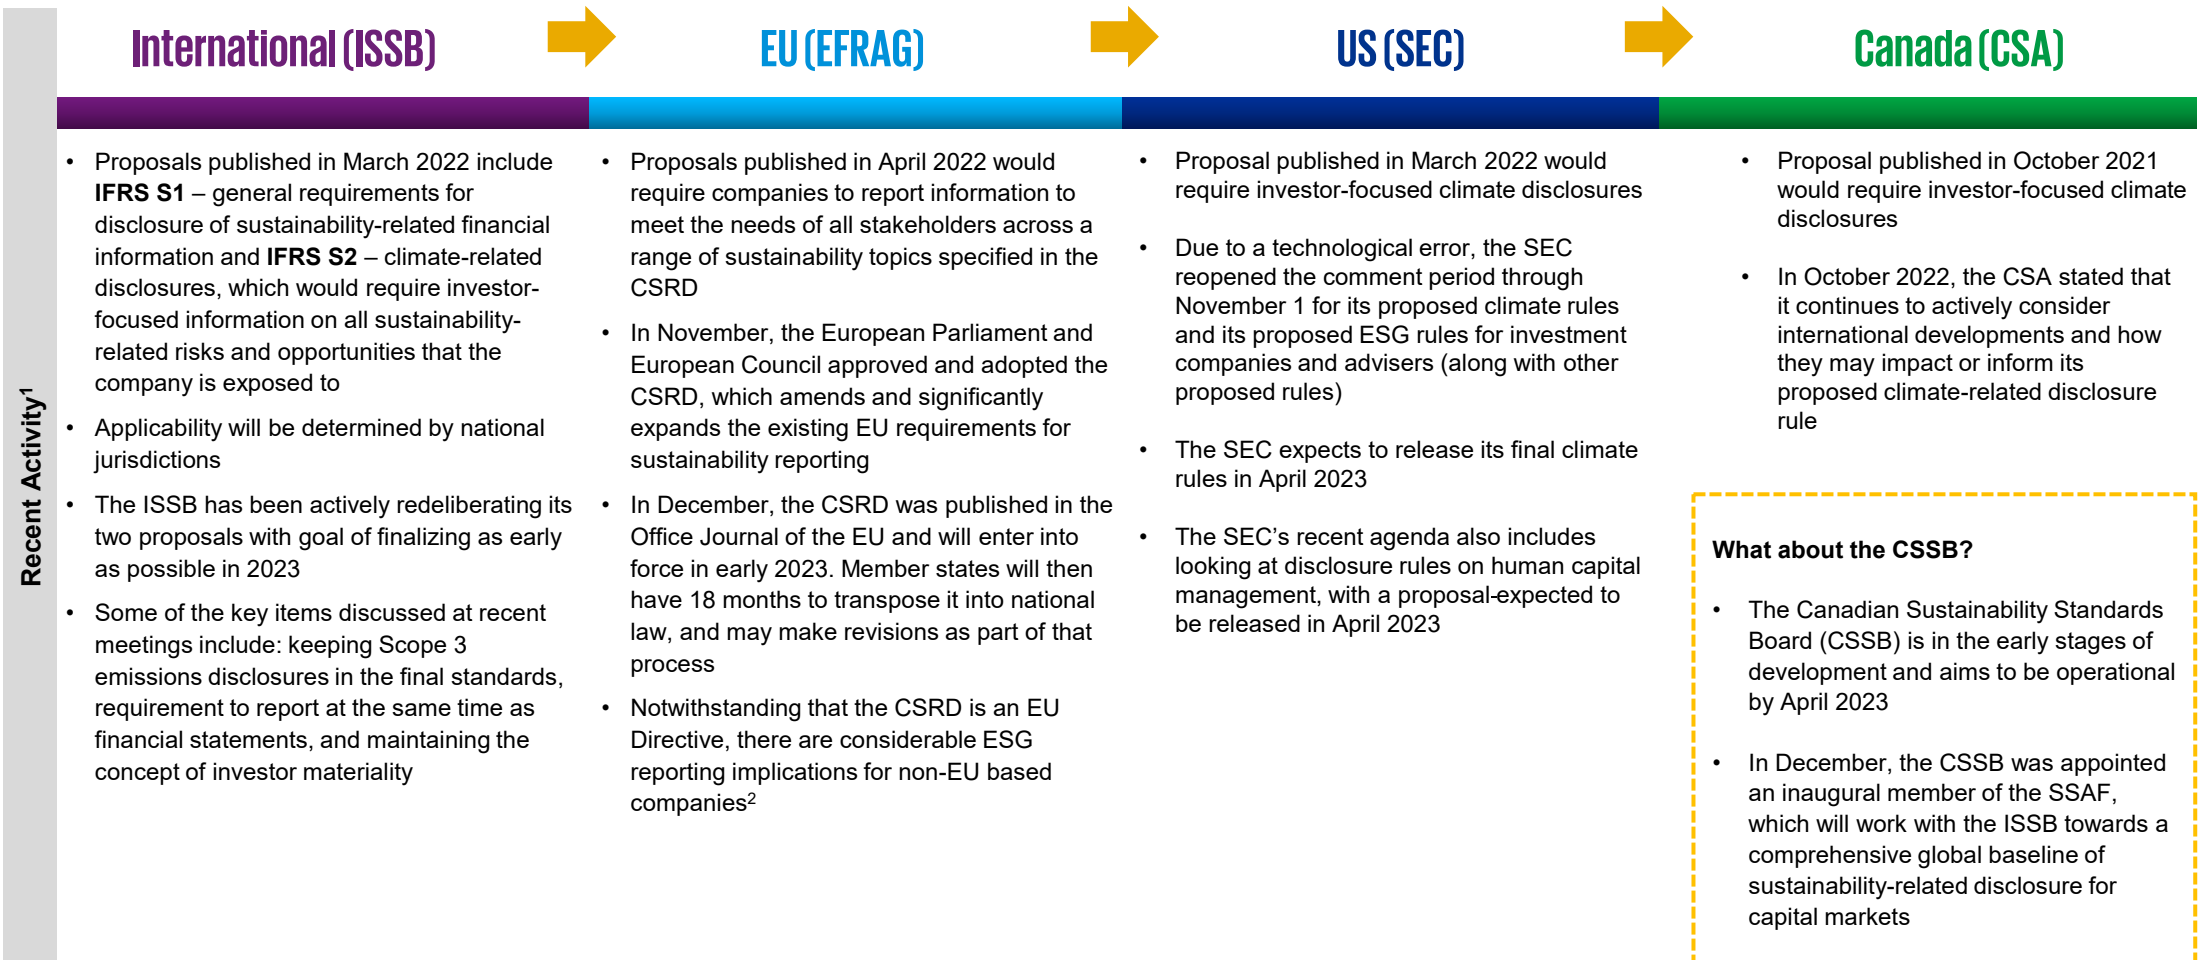 International (ISSB)
EU (EFRAG)
US (SEC)
Canada (CSA)
Recent Activity1
• Proposals published in March 2022 include
IFRS S1 – general requirements for
disclosure of sustainability-related financial
information and IFRS S2 – climate-related
disclosures, which would require investor-
focused information on all sustainability-
related risks and opportunities that the
company is exposed to
• Applicability will be determined by national
jurisdictions
• The ISSB has been actively redeliberating its
two proposals with goal of finalizing as early
as possible in 2023
• Some of the key items discussed at recent
meetings include: keeping Scope 3
emissions disclosures in the final standards,
requirement to report at the same time as
financial statements, and maintaining the
concept of investor materiality
• Proposals published in April 2022 would
require companies to report information to
meet the needs of all stakeholders across a
range of sustainability topics specified in the
CSRD
• In November, the European Parliament and
European Council approved and adopted the
CSRD, which amends and significantly
expands the existing EU requirements for
sustainability reporting
• In December, the CSRD was published in the
Office Journal of the EU and will enter into
force in early 2023. Member states will then
have 18 months to transpose it into national
law, and may make revisions as part of that
process
• Notwithstanding that the CSRD is an EU
Directive, there are considerable ESG
reporting implications for non-EU based
companies2
• Proposal published in March 2022 would
require investor-focused climate disclosures
• Due to a technological error, the SEC
reopened the comment period through
November 1 for its proposed climate rules
and its proposed ESG rules for investment
companies and advisers (along with other
proposed rules)
• The SEC expects to release its final climate
rules in April 2023
• The SEC’s recent agenda also includes
looking at disclosure rules on human capital
management, with a proposal-expected to
be released in April 2023
• Proposal published in October 2021
would require investor-focused climate
disclosures
• In October 2022, the CSA stated that
it continues to actively consider
international developments and how
they may impact or inform its
proposed climate-related disclosure
rule
What about the CSSB?
• The Canadian Sustainability Standards
Board (CSSB) is in the early stages of
development and aims to be operational
by April 2023
• In December, the CSSB was appointed
an inaugural member of the SSAF,
which will work with the ISSB towards a
comprehensive global baseline of
sustainability-related disclosure for
capital markets